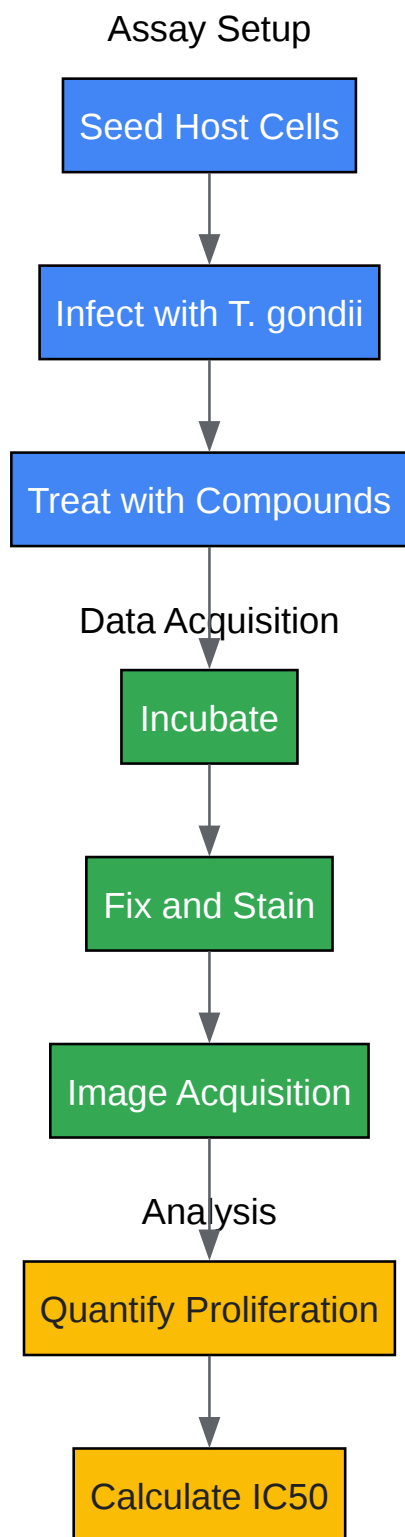 Assay Setup
Seed Host Cells
Infect with T. gondii
Treat with Compounds
Data Acquisition
Incubate
Fix and Stain
Image Acquisition
Analysis
Quantify Proliferation
Calculate IC50